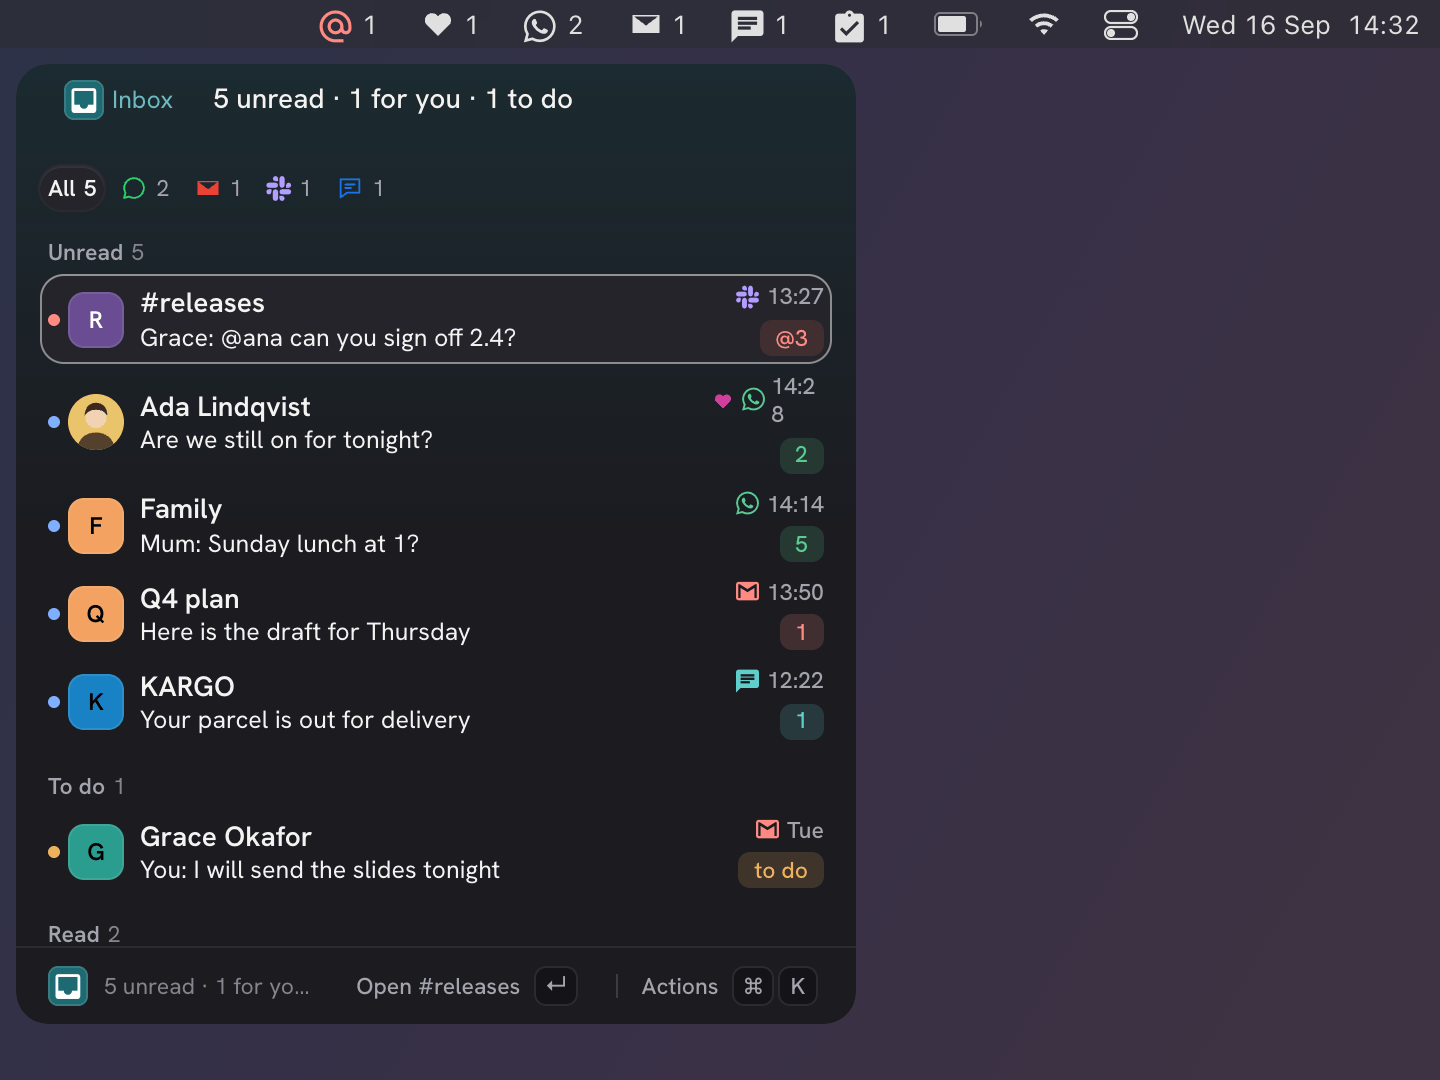 @ 1 1 2 1 1 1 Wed 16 Sep 14:32
Inbox 5 unread · 1 for you · 1 to do
All 5 2 1 1 1
Unread 5
R #releases 13:27
Grace: @ana can you sign off 2.4? @3
Ada Lindqvist 14:2
8
Are we still on for tonight? 2
F Family 14:14
Mum: Sunday lunch at 1? 5
Q Q4 plan 13:50
Here is the draft for Thursday 1
K KARGO 12:22
Your parcel is out for delivery 1
To do 1
G Grace Okafor Tue
You: I will send the slides tonight to do
Read 2
5 unread · 1 for yo... Open #releases ↵ Actions ⌘ K